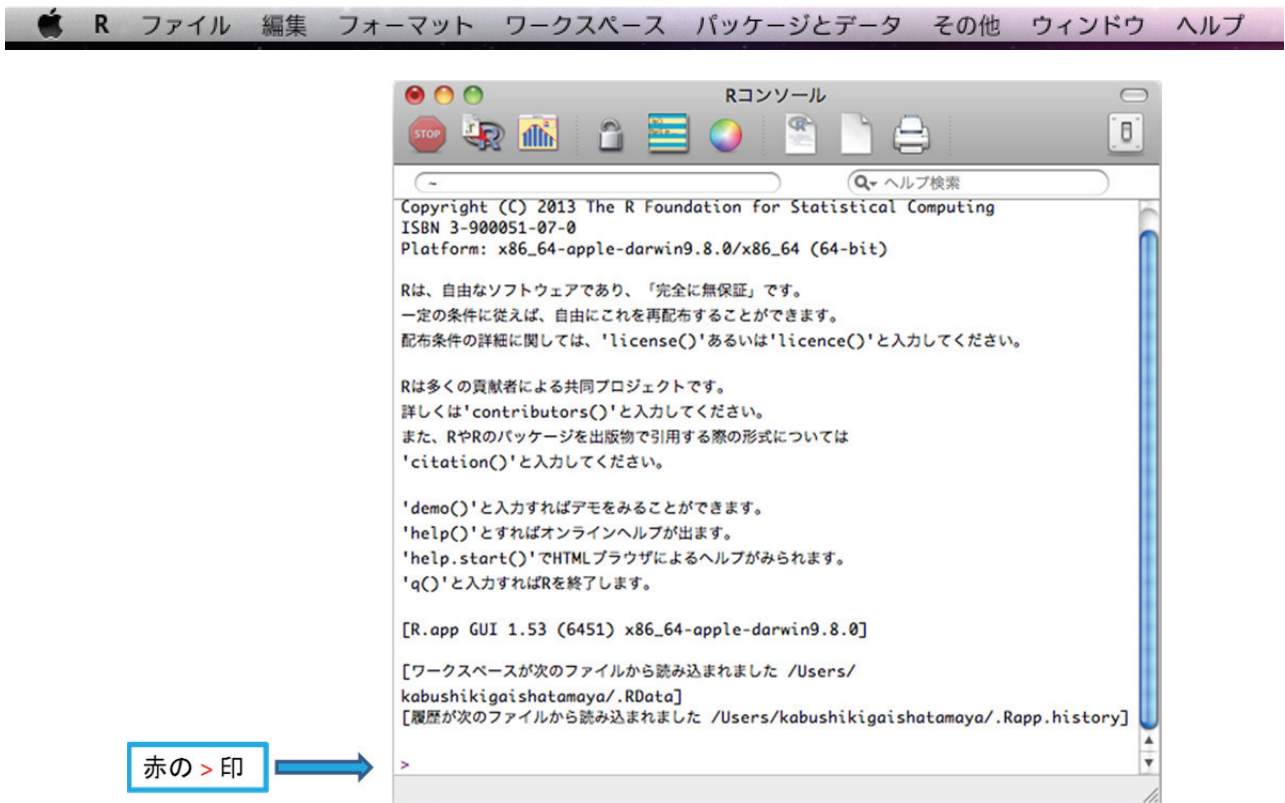 R ファイル 編集 フォーマット ワークスペース パッケージとデータ その他 ウィンドウ ヘルプ
Rコンソール
STOP
~
ヘルプ検索
Copyright (C) 2013 The R Foundation for Statistical Computing
ISBN 3-900051-07-0
Platform: x86_64-apple-darwin9.8.0/x86_64 (64-bit)
Rは、自由なソフトウェアであり、「完全に無保証」です。
一定の条件に従えば、自由にこれを再配布することができます。
配布条件の詳細に関しては、'license()'あるいは'licence()'と入力してください。
Rは多くの貢献者による共同プロジェクトです。
詳しくは'contributors()'と入力してください。
また、RやRのパッケージを出版物で引用する際の形式については
'citation()'と入力してください。
'demo()'と入力すればデモをみることができます。
'help()'とすればオンラインヘルプが出ます。
'help.start()'でHTMLブラウザによるヘルプがみられます。
'q()'と入力すればRを終了します。
[R.app GUI 1.53 (6451) x86_64-apple-darwin9.8.0]
[ワークスペースが次のファイルから読み込まれました /Users/
kabushikigaishatamaya/.RData]
[履歴が次のファイルから読み込まれました /Users/kabushikigaishatamaya/.Rapp.history]
赤の > 印
>